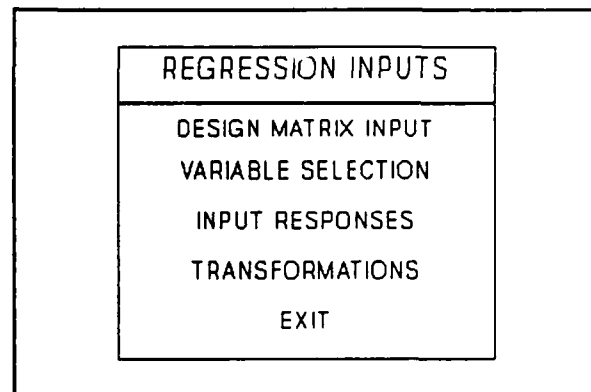 REGRESSION INPUTS
DESIGN MATRIX INPUT
VARIABLE SELECTION
INPUT RESPONSES
TRANSFORMATIONS
EXIT